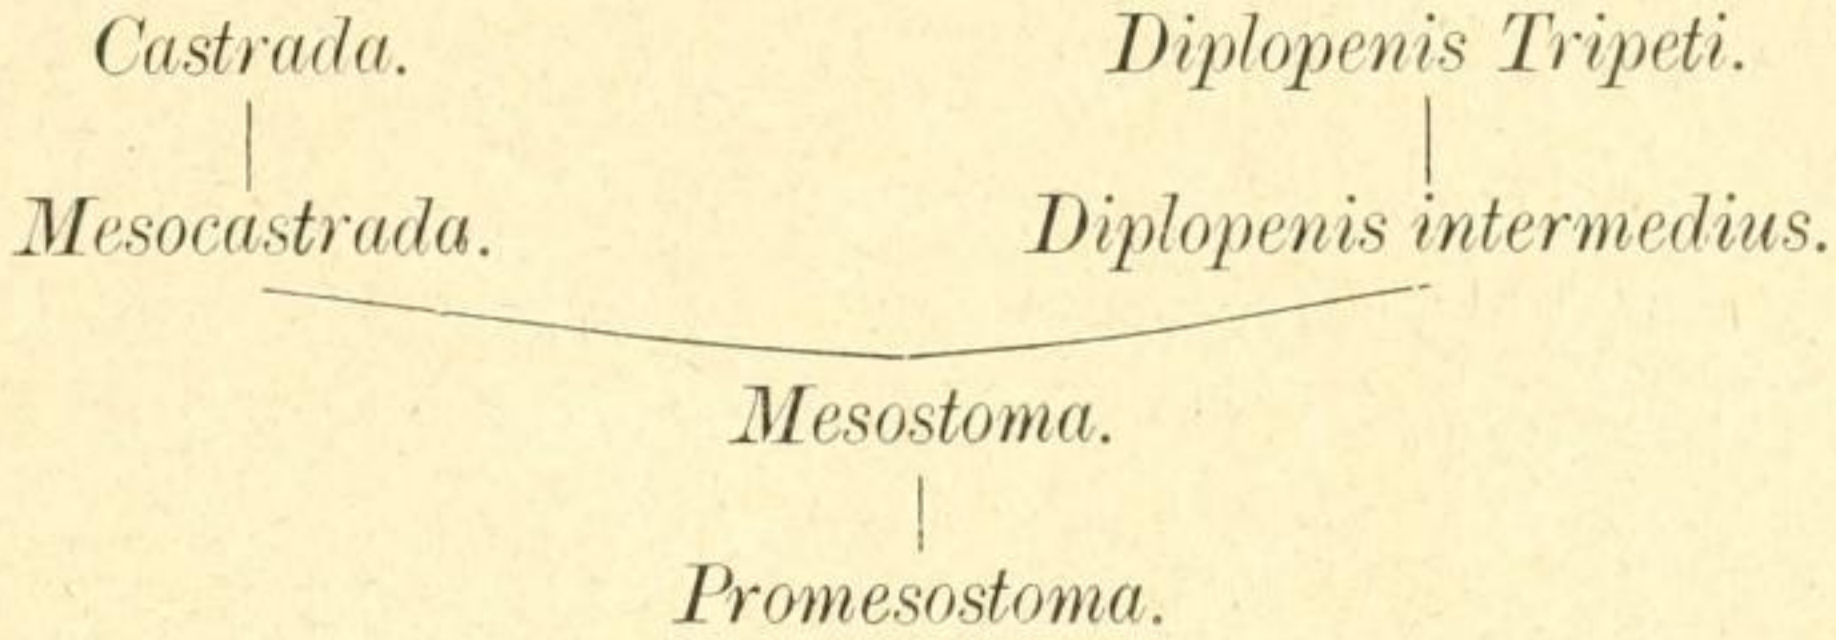 Castrada. Diplopenis Tripeti.
Mesocastrada. Diplopenis intermedius.
Mesostoma.
Promesostoma.